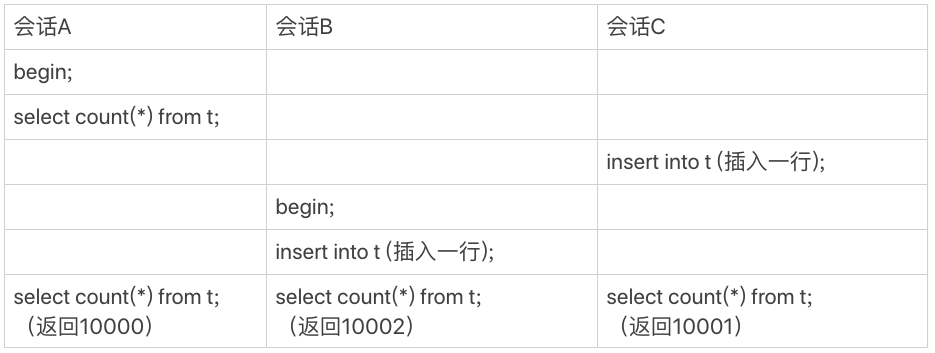 会话A 会话B 会话C
begin;
select count(*) from t;
insert into t (插入一行);
begin;
insert into t (插入一行);
select count(*) from t; select count(*) from t; select count(*) from t;
（返回10000） （返回10002） （返回10001）